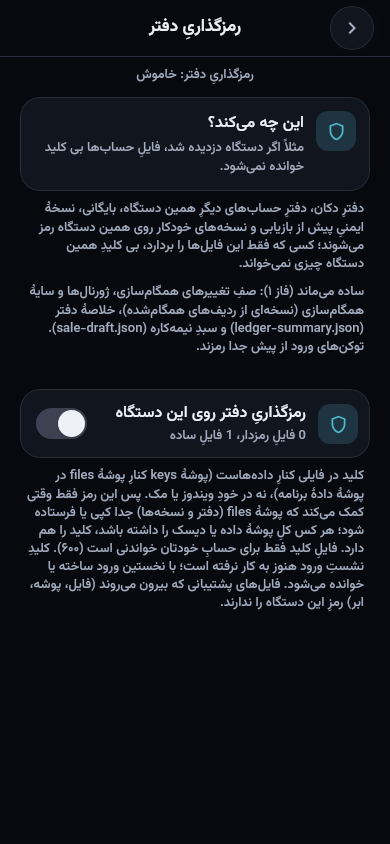 رمزگذاریِ دفتر
رمزگذاریِ دفتر: خاموش
این چه می‌کند؟
مثلاً اگر دستگاه دزدیده شد، فایلِ حساب‌ها بی کلید
خوانده نمی‌شود.
دفترِ دکان، دفترِ حساب‌های دیگرِ همین دستگاه، بایگانی، نسخهٔ
ایمنیِ پیش از بازیابی و نسخه‌های خودکار روی همین دستگاه رمز
می‌شوند؛ کسی که فقط این فایل‌ها را بردارد، بی کلیدِ همین
دستگاه چیزی نمی‌خواند.
ساده می‌ماند (فاز ۱): صفِ تغییرهای همگام‌سازی، ژورنال‌ها و سایهٔ
همگام‌سازی (نسخه‌ای از ردیف‌های همگام‌شده)، خلاصهٔ دفتر
(ledger-summary.json) و سبدِ نیمه‌کاره (sale-draft.json).
توکن‌های ورود از پیش جدا رمزند.
رمزگذاریِ دفتر روی این دستگاه
0 فایلِ رمزدار، 1 فایلِ ساده
کلید در فایلی کنارِ داده‌هاست (پوشهٔ keys کنارِ پوشهٔ files در
پوشهٔ دادهٔ برنامه)، نه در خودِ ویندوز یا مک. پس این رمز فقط وقتی
کمک می‌کند که پوشهٔ files (دفتر و نسخه‌ها) جدا کپی یا فرستاده
شود؛ هر کس کلِ پوشهٔ داده یا دیسک را داشته باشد، کلید را هم
دارد. فایلِ کلید فقط برای حسابِ خودتان خواندنی است (۶۰۰). کلیدِ
نشستِ ورود هنوز به کار نرفته است؛ با نخستین ورود ساخته یا
خوانده می‌شود. فایل‌های پشتیبانی که بیرون می‌روند (فایل، پوشه،
ابر) رمزِ این دستگاه را ندارند.